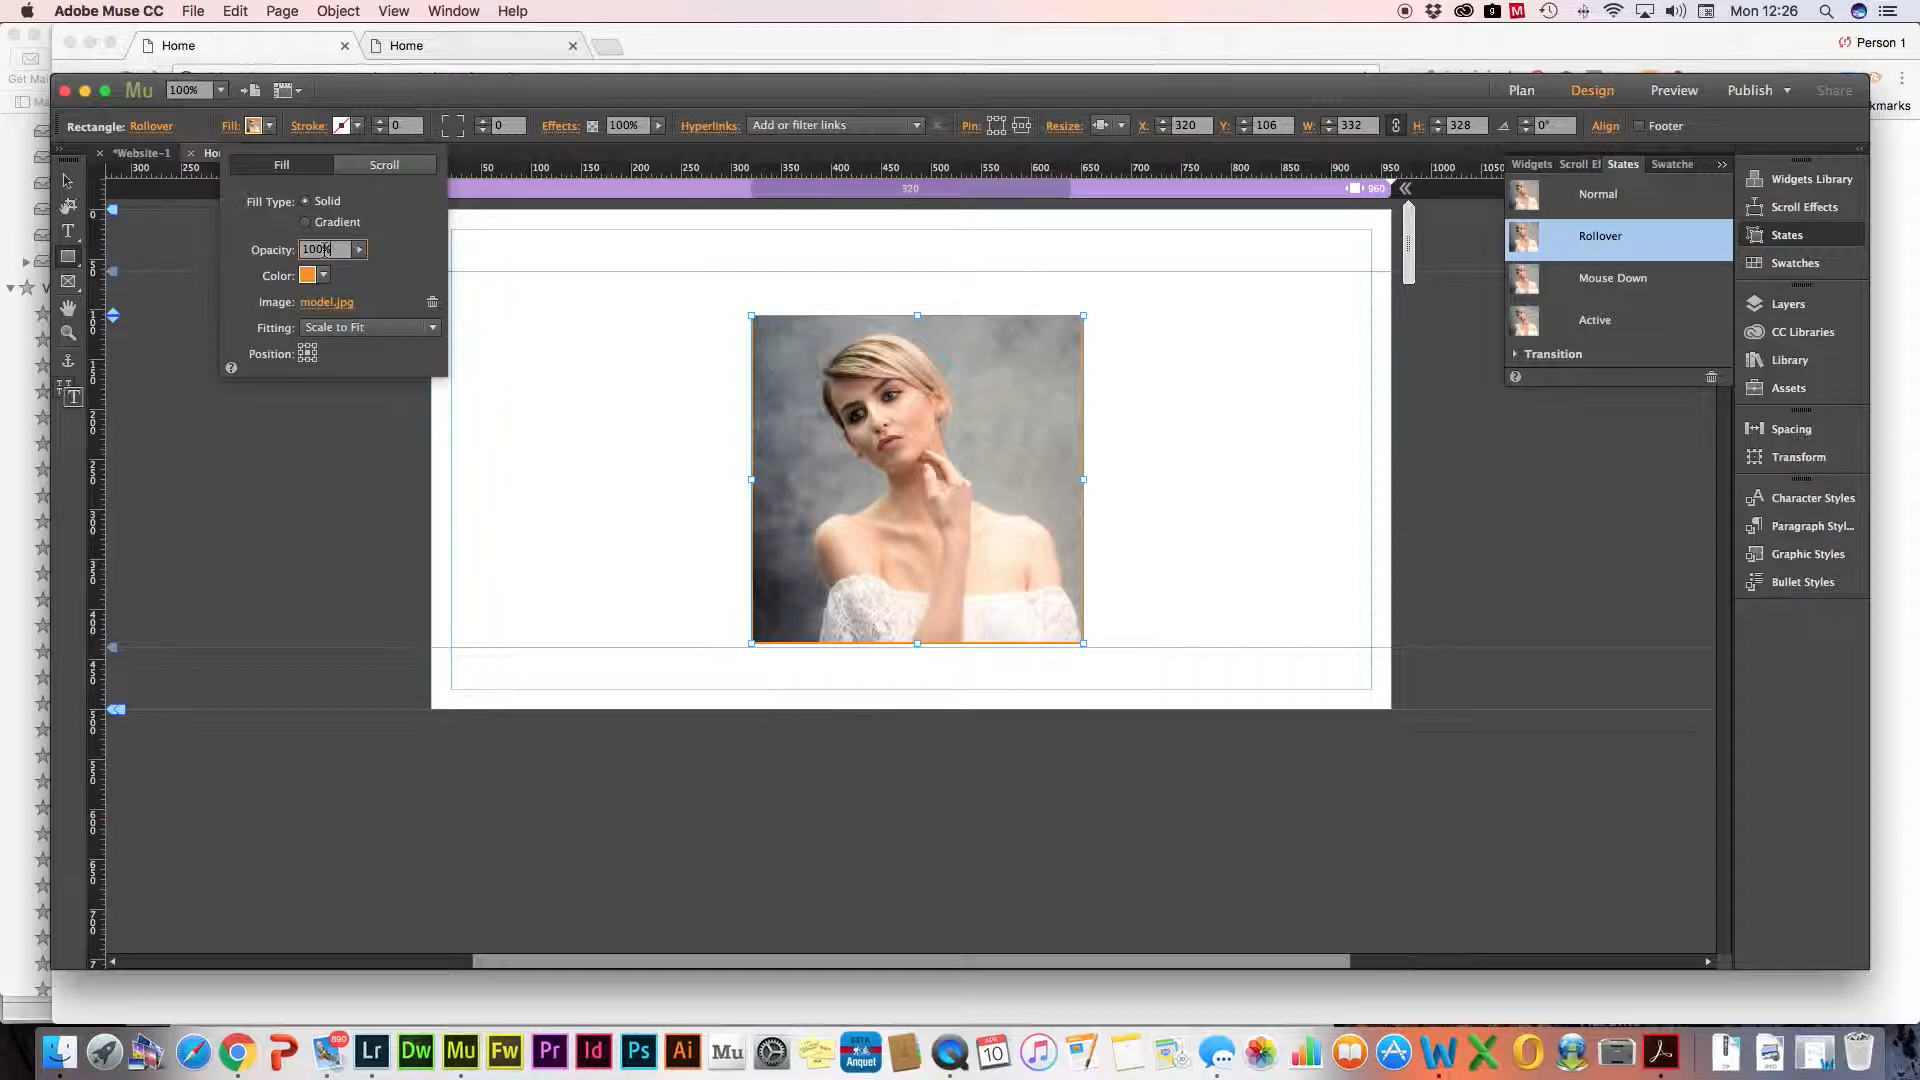 Adobe Muse CC File Edit Page Object View Window Help
Mon 12:26
Home
Home
Person 1
Get Mai
Mu 100%
Plan Design Preview Publish Share
kmarks
Rectangle: Rollover Fill: Stroke: 0 0 Effects: 100% Hyperlinks: Add or filter links Pin: Resize: X: 320 Y: 106 W: 332 H: 328 0° Align Footer
*Website-1 Hor
Fill Scroll
Widgets Scroll Ef States Swatche
50 100 150 200 250 300 350 400 450 500 550 600 650 700 750 800 850 900 950 1000 1050
300 250
320 960
Fill Type: Solid
Gradient
Opacity: 100%
Color:
Image: model.jpg
Fitting: Scale to Fit
Position:
Normal
Rollover
Mouse Down
Active
Transition
Widgets Library
Scroll Effects
States
Swatches
Layers
CC Libraries
Library
Assets
Spacing
Transform
Character Styles
Paragraph Styl...
Graphic Styles
Bullet Styles
890 Lr Dw Mu Fw Pr Id Ps Ai Mu BETA Anquet APR 10